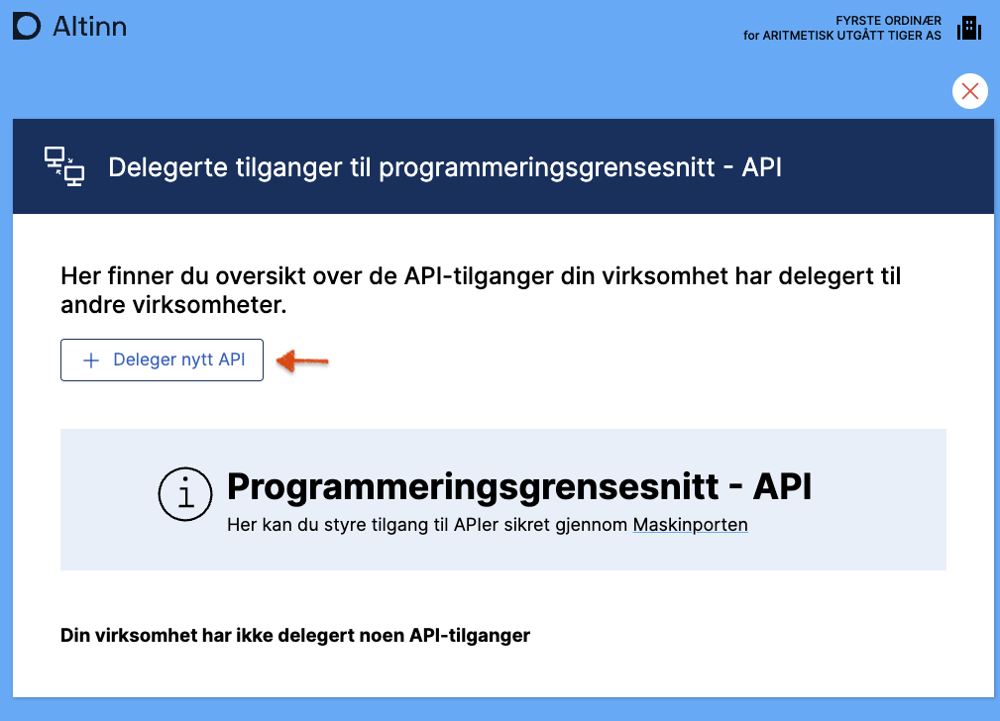 Altinn
FYRSTE ORDINÆR
for ARITMETISK UTGÅTT TIGER AS
Delegerte tilganger til programmeringsgrensesnitt - API
Her finner du oversikt over de API-tilganger din virksomhet har delegert til
andre virksomheter.
+ Deleger nytt API
Programmeringsgrensesnitt - API
Her kan du styre tilgang til APIer sikret gjennom Maskinporten
Din virksomhet har ikke delegert noen API-tilganger